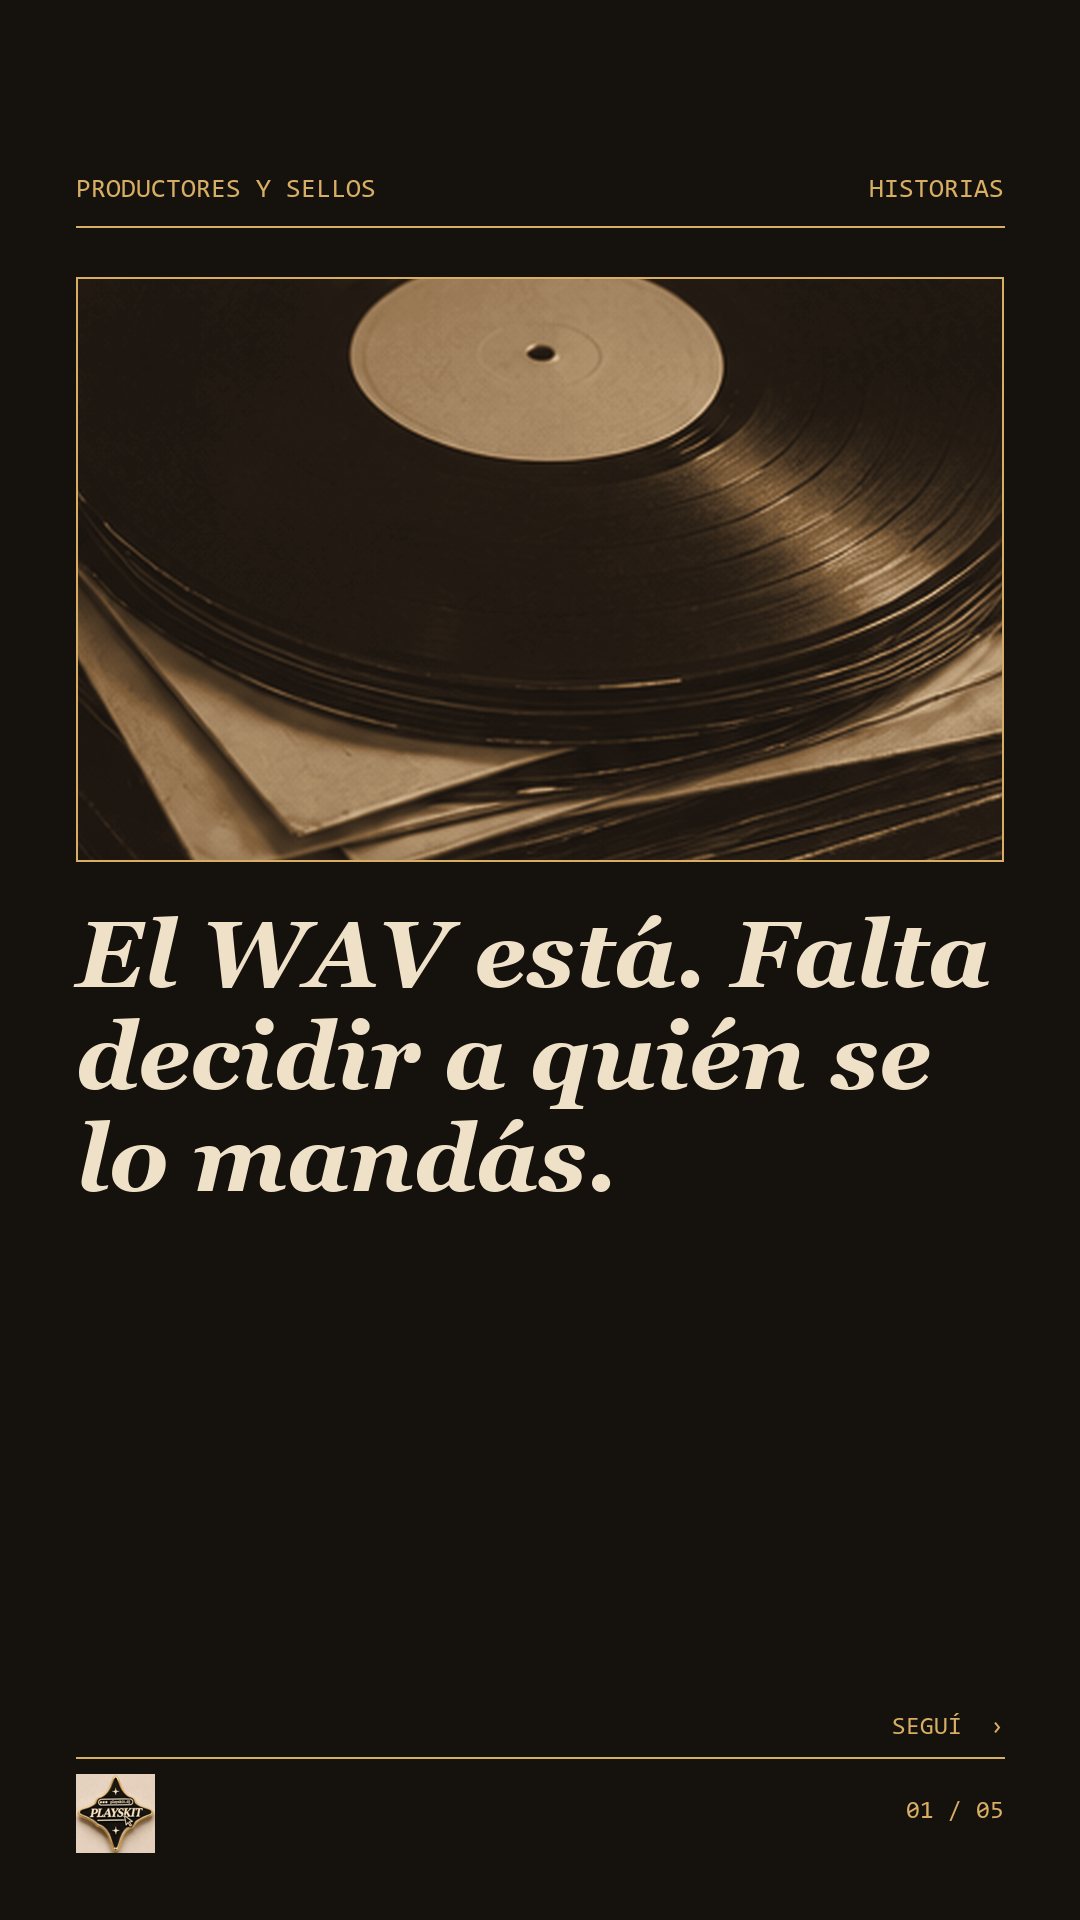 PRODUCTORES Y SELLOS
HISTORIAS
El WAV está. Falta
decidir a quién se
lo mandás.
SEGUÍ ›
PLAYSKIT
01 / 05